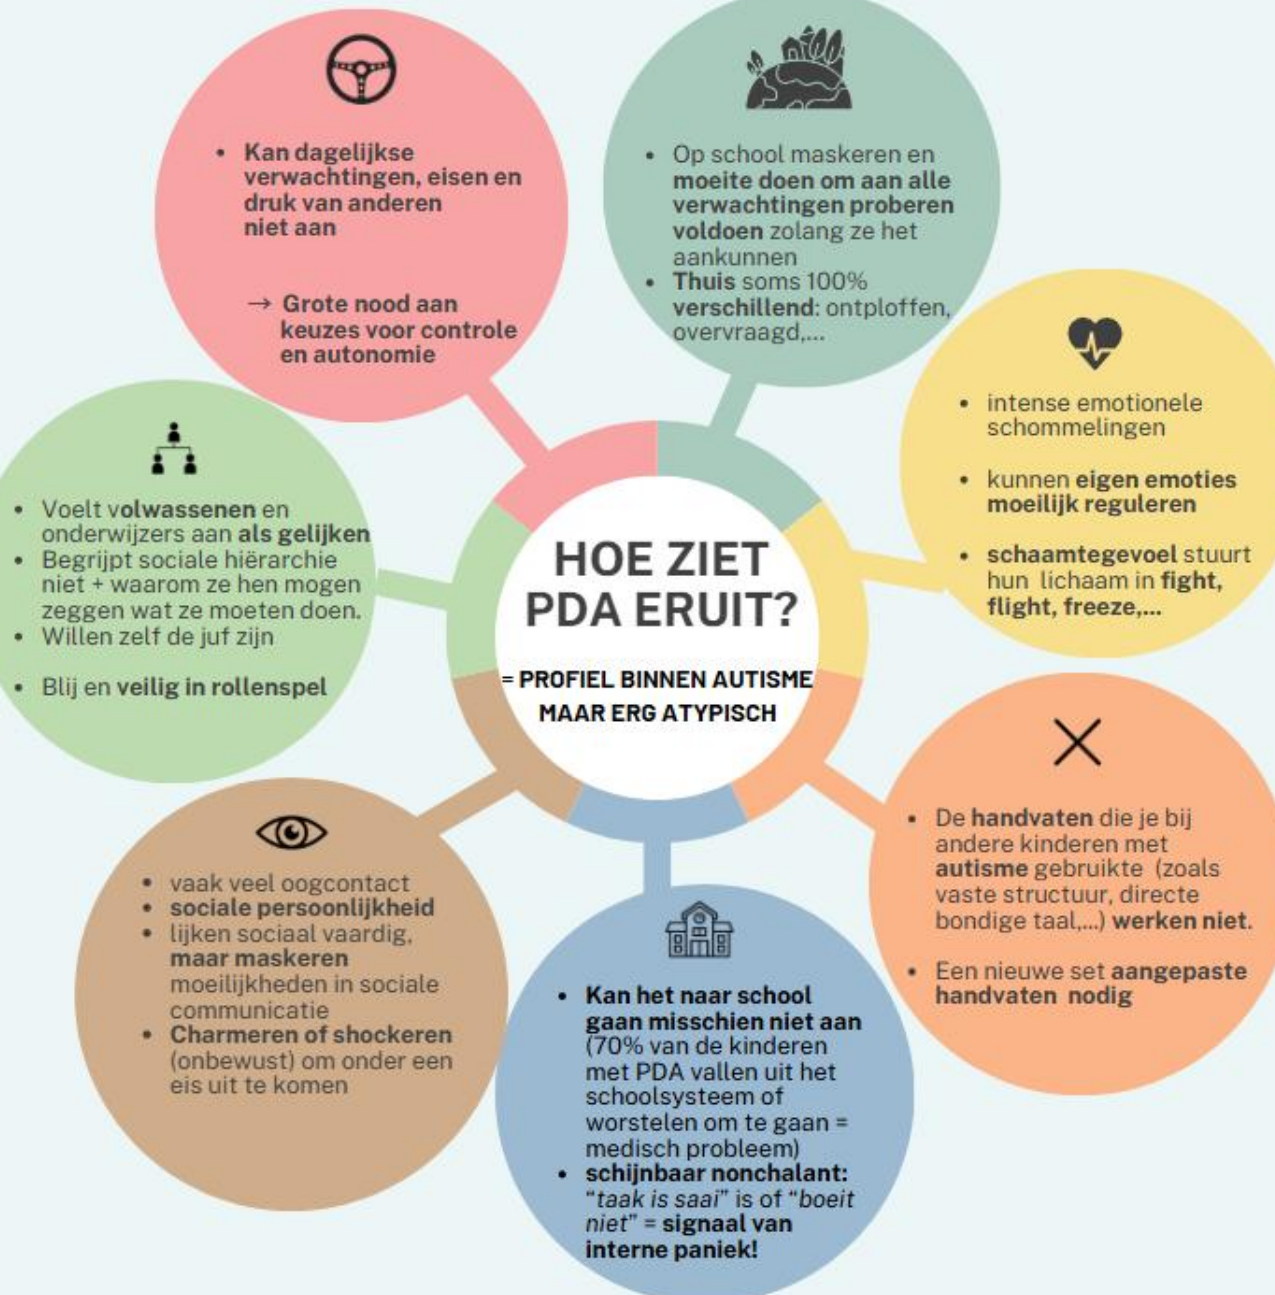 HOE ZIET
PDA ERUIT?
= PROFIEL BINNEN AUTISME
MAAR ERG ATYPISCH
• Kan dagelijkse
verwachtingen, eisen en
druk van anderen
niet aan
→ Grote nood aan
keuzes voor controle
en autonomie
• Op school maskeren en
moeite doen om aan alle
verwachtingen proberen
voldoen zolang ze het
aankunnen
• Thuis soms 100%
verschillend: ontploffen,
overvraagd,...
• intense emotionele
schommelingen
• kunnen eigen emoties
moeilijk reguleren
• schaamtegevoel stuurt
hun lichaam in fight,
flight, freeze,...
• De handvaten die je bij
andere kinderen met
autisme gebruikte (zoals
vaste structuur, directe
bondige taal,...) werken niet.
• Een nieuwe set aangepaste
handvaten nodig
• Kan het naar school
gaan misschien niet aan
(70% van de kinderen
met PDA vallen uit het
schoolsysteem of
worstelen om te gaan =
medisch probleem)
• schijnbaar nonchalant:
“taak is saai” is of “boeit
niet” = signaal van
interne paniek!
• vaak veel oogcontact
• sociale persoonlijkheid
• lijken sociaal vaardig,
maar maskeren
moeilijkheden in sociale
communicatie
• Charmeren of shockeren
(onbewust) om onder een
eis uit te komen
• Voelt volwassenen en
onderwijzers aan als gelijken
• Begrijpt sociale hiërarchie
niet + waarom ze hen mogen
zeggen wat ze moeten doen.
• Willen zelf de juf zijn
• Blij en veilig in rollenspel